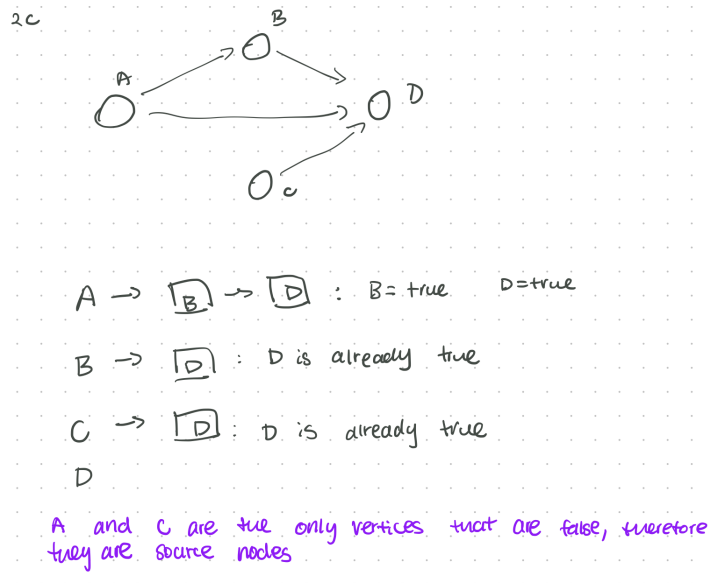 2C
B
A
D
C
A → B → D : B = true D = true
B → D : D is already true
C → D : D is already true
D
A and C are the only vertices that are false, therefore
they are source nodes